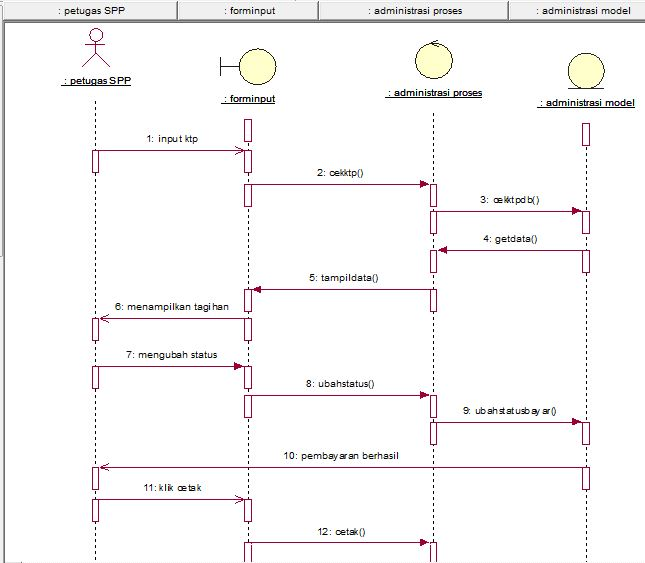 : petugas SPP
: forminput
: administrasi proses
: administrasi model
: petugas SPP
: forminput
: administrasi proses
: administrasi model
1: input ktp
2: cekktp()
3: cekktpdb()
4: getdata()
5: tampildata()
6: menampilkan tagihan
7: mengubah status
8: ubahstatus()
9: ubahstatusbayar()
10: pembayaran berhasil
11: klik cetak
12: cetak()